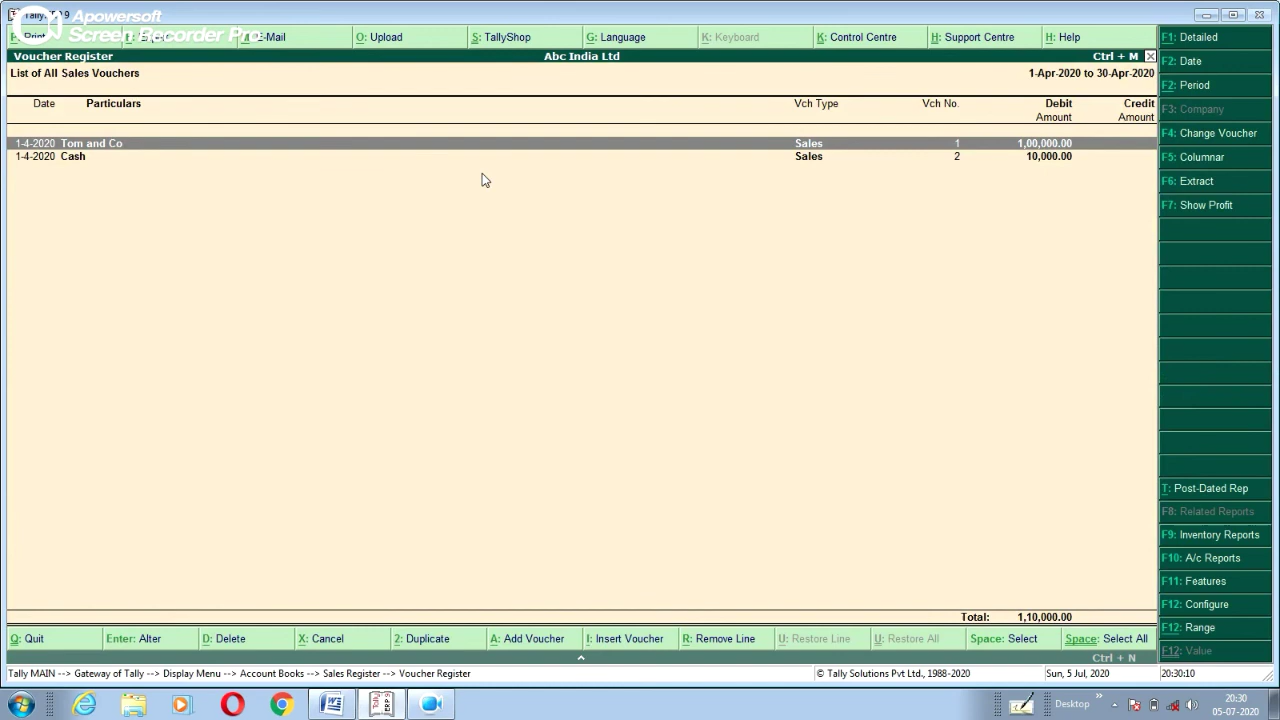 Tally.ERP 9
Apowersoft
Screen Recorder Pro
P: Print E: Export M: E-Mail O: Upload S: TallyShop G: Language K: Keyboard K: Control Centre H: Support Centre H: Help
Voucher Register Abc India Ltd Ctrl + M
List of All Sales Vouchers 1-Apr-2020 to 30-Apr-2020
Date Particulars Vch Type Vch No. Debit Credit
Amount Amount
1-4-2020 Tom and Co Sales 1 1,00,000.00
1-4-2020 Cash Sales 2 10,000.00
Total: 1,10,000.00
Q: Quit Enter: Alter D: Delete X: Cancel 2: Duplicate A: Add Voucher I: Insert Voucher R: Remove Line U: Restore Line U: Restore All Space: Select Space: Select All
Ctrl + N
Tally MAIN --> Gateway of Tally --> Display Menu --> Account Books --> Sales Register --> Voucher Register © Tally Solutions Pvt Ltd., 1988-2020 Sun, 5 Jul, 2020 20:30:10
F1: Detailed
F2: Date
F2: Period
F3: Company
F4: Change Voucher
F5: Columnar
F6: Extract
F7: Show Profit
T: Post-Dated Rep
F8: Related Reports
F9: Inventory Reports
F10: A/c Reports
F11: Features
F12: Configure
F12: Range
F12: Value
Desktop
20:30
05-07-2020